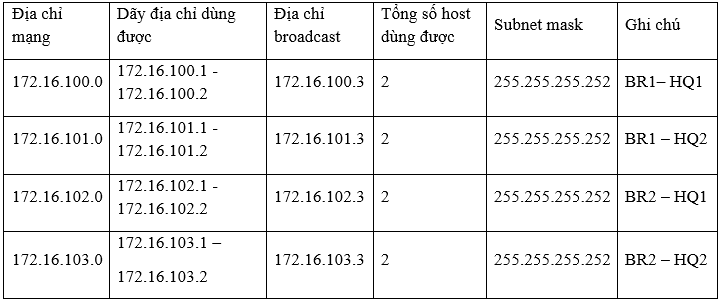 Địa chỉ mạng
Dãy địa chỉ dùng được
Địa chỉ broadcast
Tổng số host dùng được
Subnet mask
Ghi chú
172.16.100.0
172.16.100.1 -
172.16.100.2
172.16.100.3
2
255.255.255.252
BR1– HQ1
172.16.101.0
172.16.101.1 -
172.16.101.2
172.16.101.3
2
255.255.255.252
BR1 – HQ2
172.16.102.0
172.16.102.1 -
172.16.102.2
172.16.102.3
2
255.255.255.252
BR2 – HQ1
172.16.103.0
172.16.103.1 –
172.16.103.2
172.16.103.3
2
255.255.255.252
BR2 – HQ2